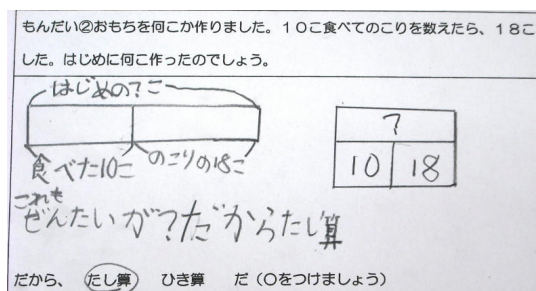 もんだい②おもちを何こか作りました。10こ食べてのこりを数えたら、18こ
した。はじめに何こ作ったのでしょう。
はじめの?こ
食べた10こ のこりの18こ
?
10 18
これも
ぜんたいが?だからたし算
だから、 たし算 ひき算 だ(○をつけましょう)